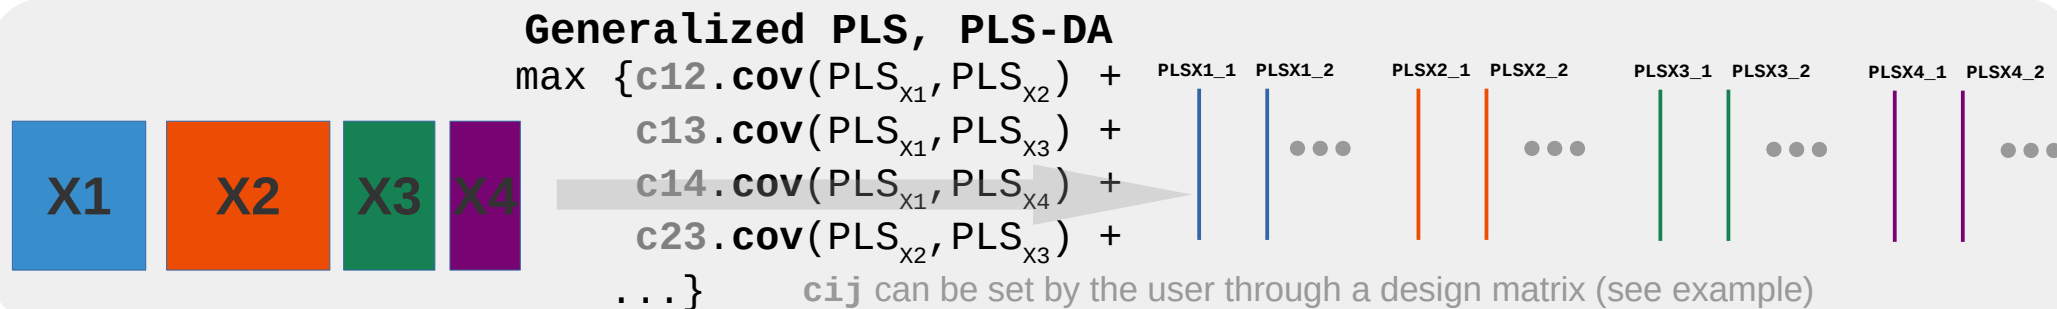 Generalized PLS, PLS-DA
max {c12.cov(PLSX1,PLSX2) +
c13.cov(PLSX1,PLSX3) +
c14.cov(PLSX1,PLSX4) +
c23.cov(PLSX2,PLSX3) +
...}
cij can be set by the user through a design matrix (see example)
X1 X2 X3 X4
PLSX1_1 PLSX1_2 PLSX2_1 PLSX2_2 PLSX3_1 PLSX3_2 PLSX4_1 PLSX4_2